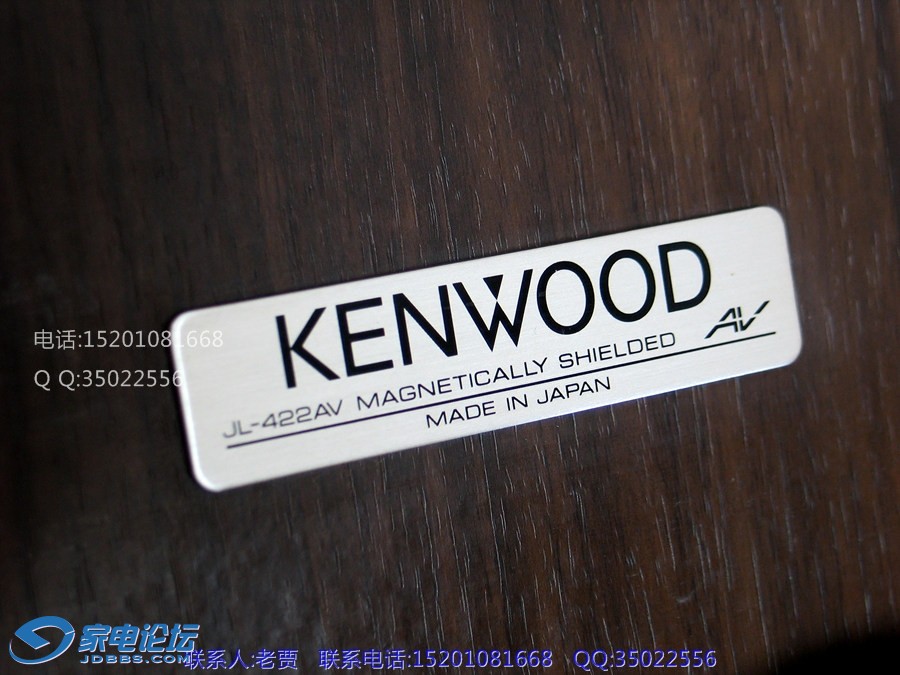 KENWOOD
JL-422AV MAGNETICALLY SHIELDED AV
MADE IN JAPAN
电话:15201081668
Q Q:35022556
家电论坛
JDBBS.COM
联系人:老贾 联系电话:15201081668 QQ:35022556